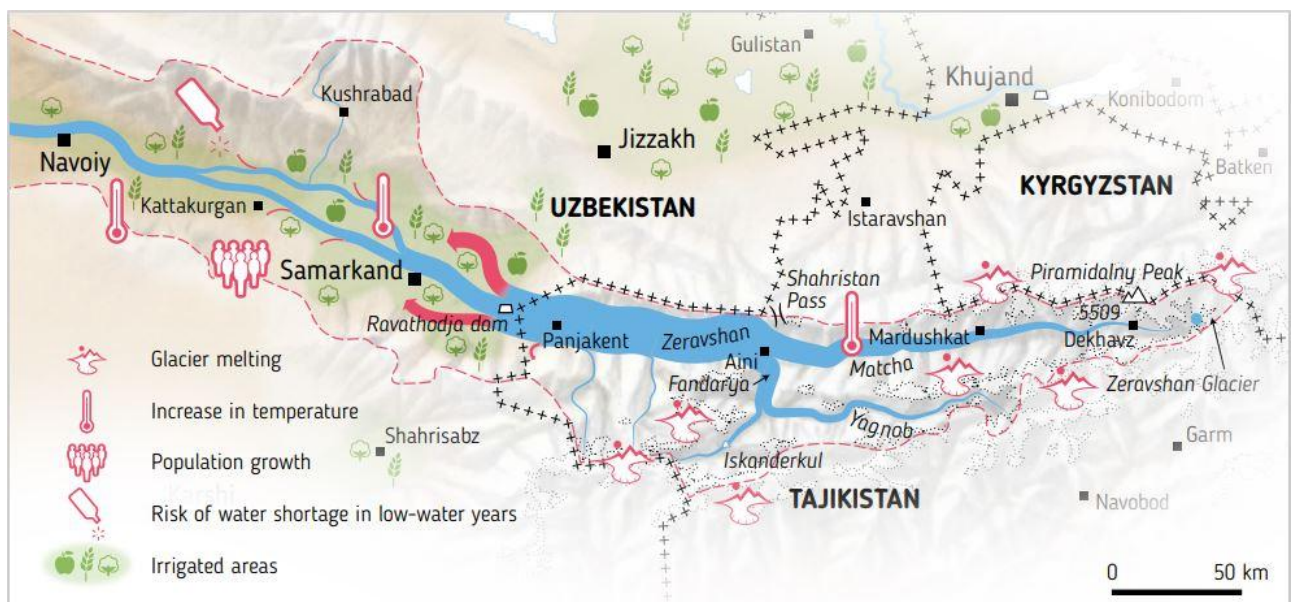 Gulistan
Khujand
Konibodom
Kushrabad
Navoiy
Jizzakh
Batken
KYRGYZSTAN
Kattakurgan
UZBEKISTAN
Istaravshan
Samarkand
Shahristan
Pass
Piramidalny Peak
5509
Ravathodja dam
Panjakent
Zeravshan
Mardushkat
Dekhavz
Aini
Matcha
Fandarya
Zeravshan Glacier
Yagnob
Glacier melting
Increase in temperature
Shahrisabz
Garm
Iskanderkul
Population growth
TAJIKISTAN
Navobod
Karshi
Risk of water shortage in low-water years
Irrigated areas
0 50 km